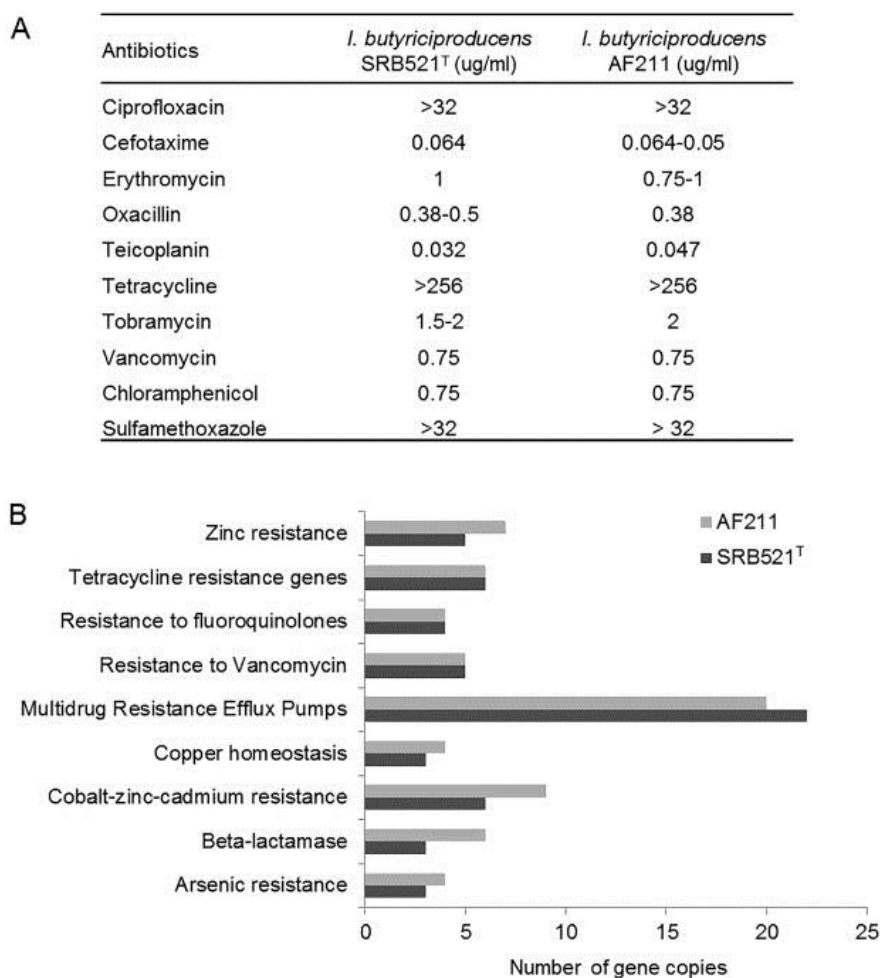 A
Antibiotics I. butyriciproducens SRB521ᵀ (ug/ml) I. butyriciproducens AF211 (ug/ml)
Ciprofloxacin >32 >32
Cefotaxime 0.064 0.064-0.05
Erythromycin 1 0.75-1
Oxacillin 0.38-0.5 0.38
Teicoplanin 0.032 0.047
Tetracycline >256 >256
Tobramycin 1.5-2 2
Vancomycin 0.75 0.75
Chloramphenicol 0.75 0.75
Sulfamethoxazole >32 > 32
B
AF211
SRB521ᵀ
Zinc resistance
Tetracycline resistance genes
Resistance to fluoroquinolones
Resistance to Vancomycin
Multidrug Resistance Efflux Pumps
Copper homeostasis
Cobalt-zinc-cadmium resistance
Beta-lactamase
Arsenic resistance
0 5 10 15 20 25
Number of gene copies